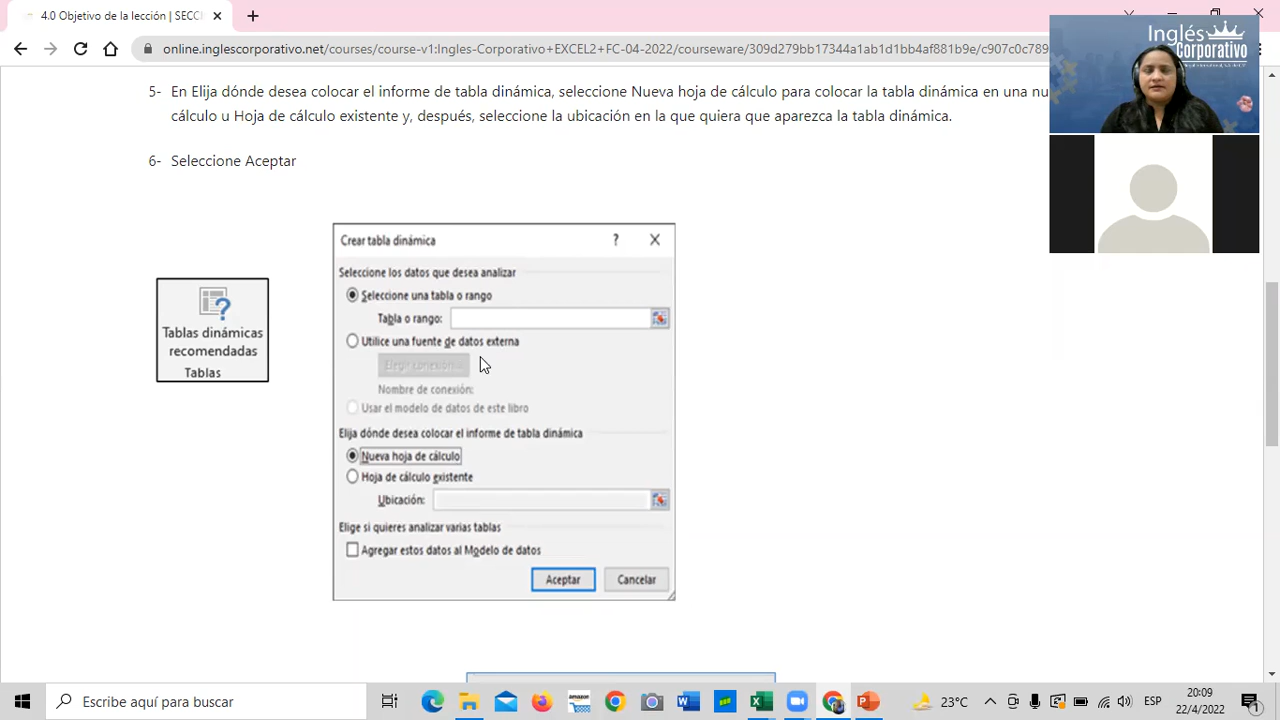 4.0 Objetivo de la lección | SECCI
online.inglescorporativo.net/courses/course-v1:Ingles-Corporativo+EXCEL2+FC-04-2022/courseware/309d279bb17344a1ab1d1bb4af881b9e/c907c0c789
Inglés
Corporativo
5- En Elija dónde desea colocar el informe de tabla dinámica, seleccione Nueva hoja de cálculo para colocar la tabla dinámica en una nu
cálculo u Hoja de cálculo existente y, después, seleccione la ubicación en la que quiera que aparezca la tabla dinámica.
6- Seleccione Aceptar
Tablas dinámicas
recomendadas
Tablas
Crear tabla dinámica ? X
Seleccione los datos que desea analizar
Seleccione una tabla o rango
Tabla o rango:
Utilice una fuente de datos externa
Elegir conexión...
Nombre de conexión:
Usar el modelo de datos de este libro
Elija dónde desea colocar el informe de tabla dinámica
Nueva hoja de cálculo
Hoja de cálculo existente
Ubicación:
Elige si quieres analizar varias tablas
Agregar estos datos al Modelo de datos
Aceptar Cancelar
Escribe aquí para buscar
amazon
23°C
ESP
20:09
22/4/2022
1